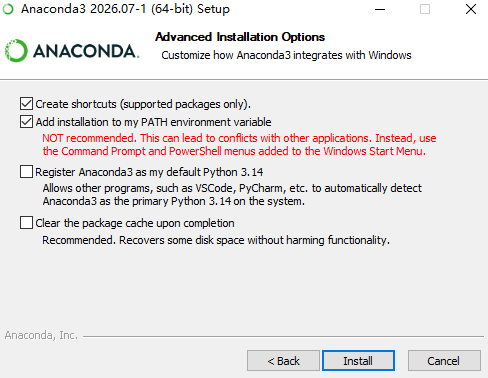 Anaconda3 2026.07-1 (64-bit) Setup
ANACONDA.
Advanced Installation Options
Customize how Anaconda3 integrates with Windows
Create shortcuts (supported packages only).
Add installation to my PATH environment variable
NOT recommended. This can lead to conflicts with other applications. Instead, use
the Command Prompt and PowerShell menus added to the Windows Start Menu.
Register Anaconda3 as my default Python 3.14
Allows other programs, such as VSCode, PyCharm, etc. to automatically detect
Anaconda3 as the primary Python 3.14 on the system.
Clear the package cache upon completion
Recommended. Recovers some disk space without harming functionality.
Anaconda, Inc.
< Back
Install
Cancel